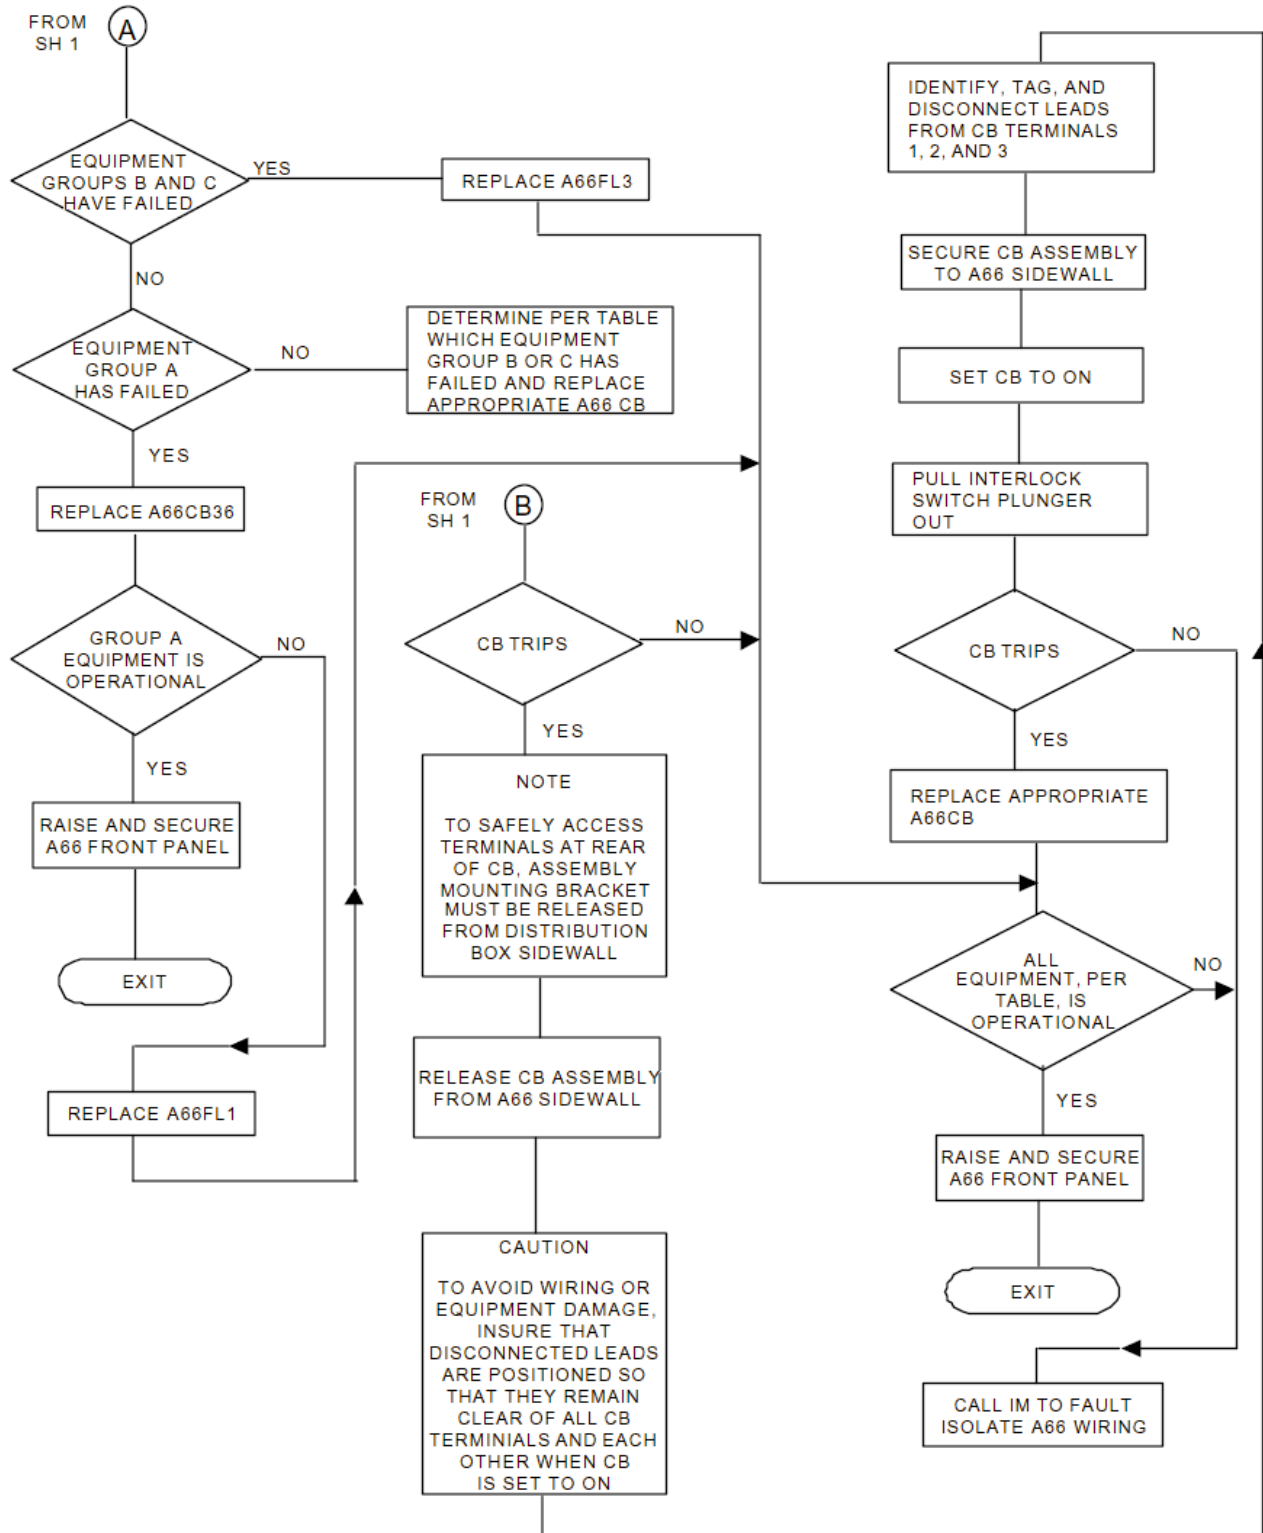 FROM
SH 1
A
EQUIPMENT
GROUPS B AND C
HAVE FAILED
YES
REPLACE A66FL3
NO
EQUIPMENT
GROUP A
HAS FAILED
NO
DETERMINE PER TABLE
WHICH EQUIPMENT
GROUP B OR C HAS
FAILED AND REPLACE
APPROPRIATE A66 CB
YES
REPLACE A66CB36
GROUP A
EQUIPMENT IS
OPERATIONAL
NO
YES
RAISE AND SECURE
A66 FRONT PANEL
EXIT
REPLACE A66FL1
FROM
SH 1
B
CB TRIPS
NO
YES
NOTE
TO SAFELY ACCESS
TERMINALS AT REAR
OF CB, ASSEMBLY
MOUNTING BRACKET
MUST BE RELEASED
FROM DISTRIBUTION
BOX SIDEWALL
RELEASE CB ASSEMBLY
FROM A66 SIDEWALL
CAUTION
TO AVOID WIRING OR
EQUIPMENT DAMAGE,
INSURE THAT
DISCONNECTED LEADS
ARE POSITIONED SO
THAT THEY REMAIN
CLEAR OF ALL CB
TERMINIALS AND EACH
OTHER WHEN CB
IS SET TO ON
IDENTIFY, TAG, AND
DISCONNECT LEADS
FROM CB TERMINALS
1, 2, AND 3
SECURE CB ASSEMBLY
TO A66 SIDEWALL
SET CB TO ON
PULL INTERLOCK
SWITCH PLUNGER
OUT
CB TRIPS
NO
YES
REPLACE APPROPRIATE
A66CB
ALL
EQUIPMENT, PER
TABLE, IS
OPERATIONAL
NO
YES
RAISE AND SECURE
A66 FRONT PANEL
EXIT
CALL IM TO FAULT
ISOLATE A66 WIRING